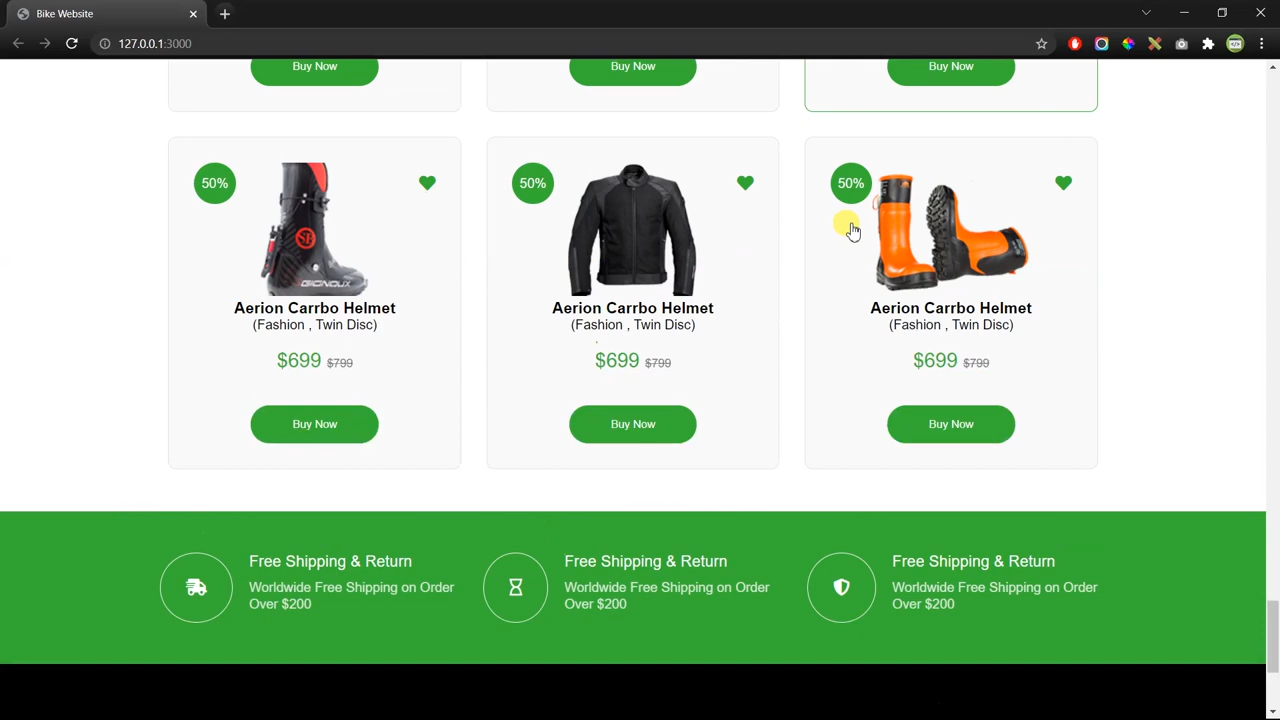 Bike Website
127.0.0.1:3000
Buy Now
Buy Now
Buy Now
50%
50%
50%
SB
GIGNOUX
Aerion Carrbo Helmet
(Fashion , Twin Disc)
$699 $799
Buy Now
Aerion Carrbo Helmet
(Fashion , Twin Disc)
$699 $799
Buy Now
Aerion Carrbo Helmet
(Fashion , Twin Disc)
$699 $799
Buy Now
Free Shipping & Return
Worldwide Free Shipping on Order
Over $200
Free Shipping & Return
Worldwide Free Shipping on Order
Over $200
Free Shipping & Return
Worldwide Free Shipping on Order
Over $200